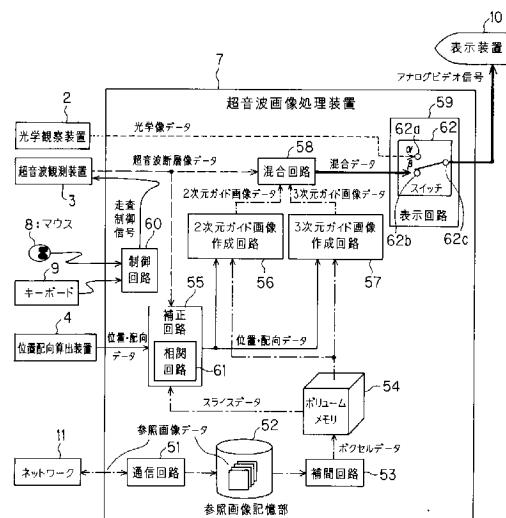 10
表示装置
アナログビデオ信号
7
超音波画像処理装置
59
2
光学観察装置
光学像データ
62a
62
α
β
スイッチ
表示回路
62b
62c
超音波観測装置
3
超音波断層像データ
58
混合回路
混合データ
走査
制御
信号
2次元ガイド画像データ
3次元ガイド画像データ
8:マウス
60
制御
回路
9
キーボード
2次元ガイド画像
作成回路
56
3次元ガイド画像
作成回路
57
55
補正
回路
相関
回路
61
4
位置配向算出装置
位置・配向
データ
位置・配向データ
54
ボリューム
メモリ
スライスデータ
ボクセルデータ
11
ネットワーク
参照画像データ
51
通信回路
52
参照画像記憶部
補間回路
53